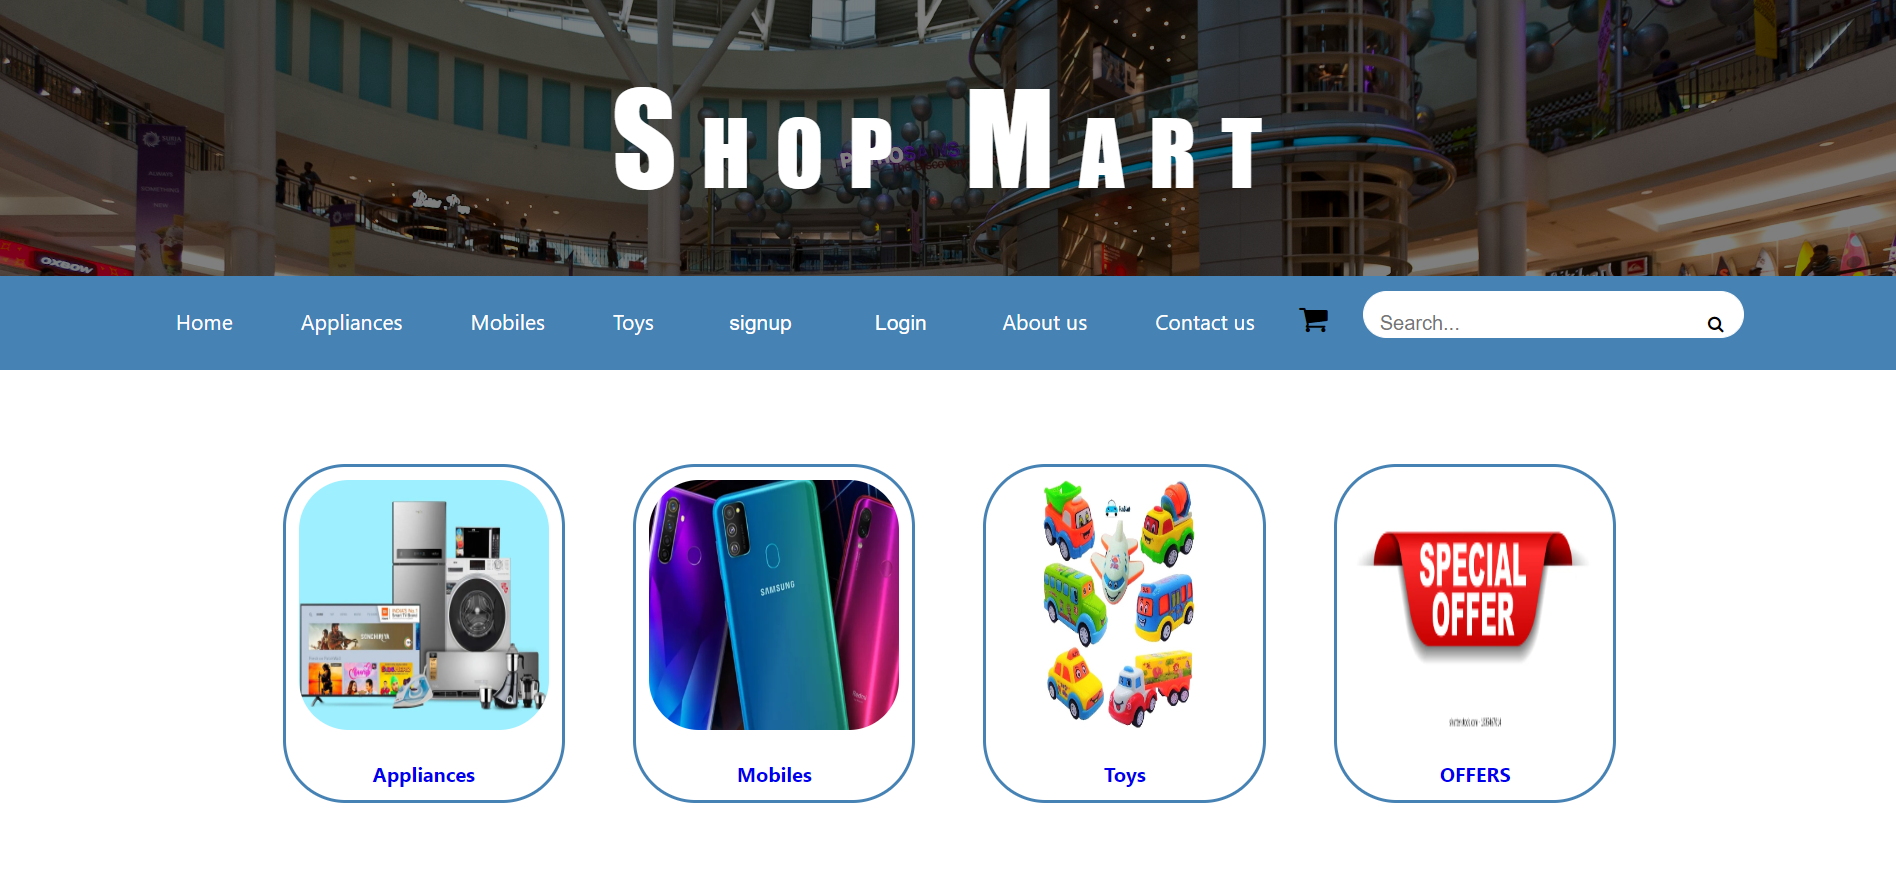 SHOP MART
OXBOW
Home
Appliances
Mobiles
Toys
signup
Login
About us
Contact us
Search...
SAMSUNG
SPECIAL
OFFER
Appliances
Mobiles
Toys
OFFERS